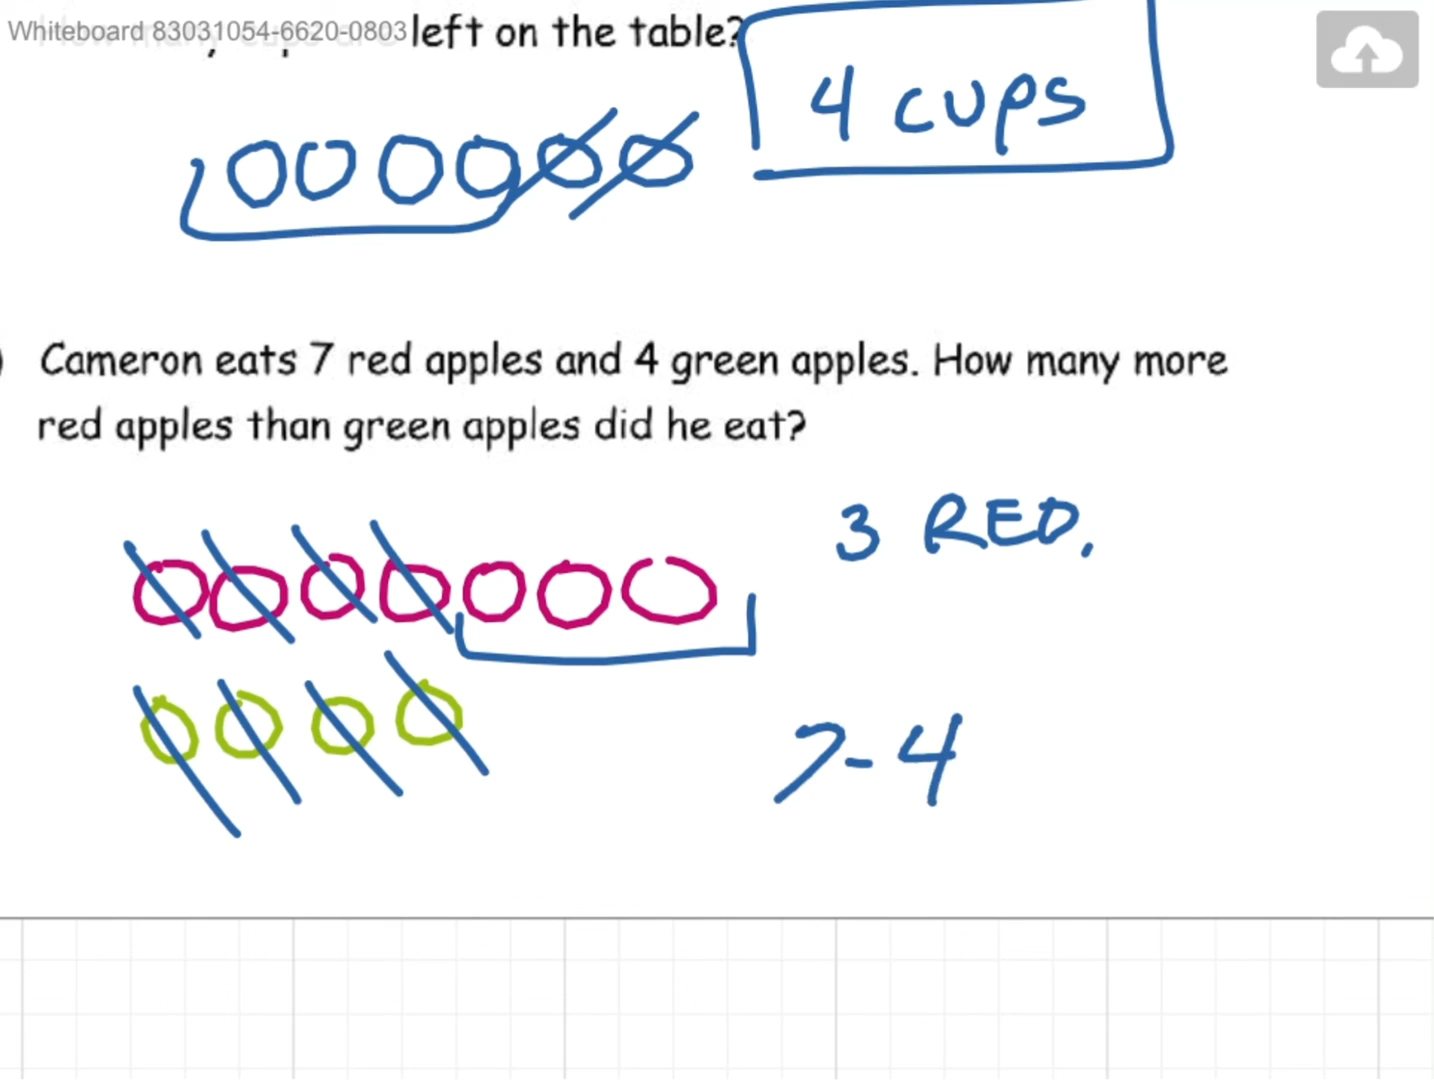 Whiteboard 83031054-6620-0803 left on the table?
4 cups
Cameron eats 7 red apples and 4 green apples. How many more
red apples than green apples did he eat?
3 RED.
7-4